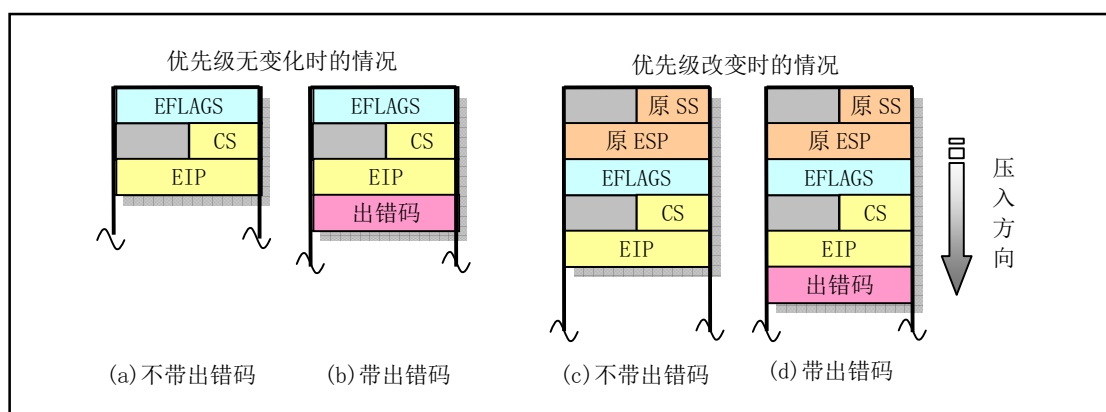 优先级无变化时的情况
优先级改变时的情况
EFLAGS
CS
EIP
EFLAGS
CS
EIP
出错码
原 SS
原 ESP
EFLAGS
CS
EIP
原 SS
原 ESP
EFLAGS
CS
EIP
出错码
压入方向
(a)不带出错码
(b)带出错码
(c)不带出错码
(d)带出错码